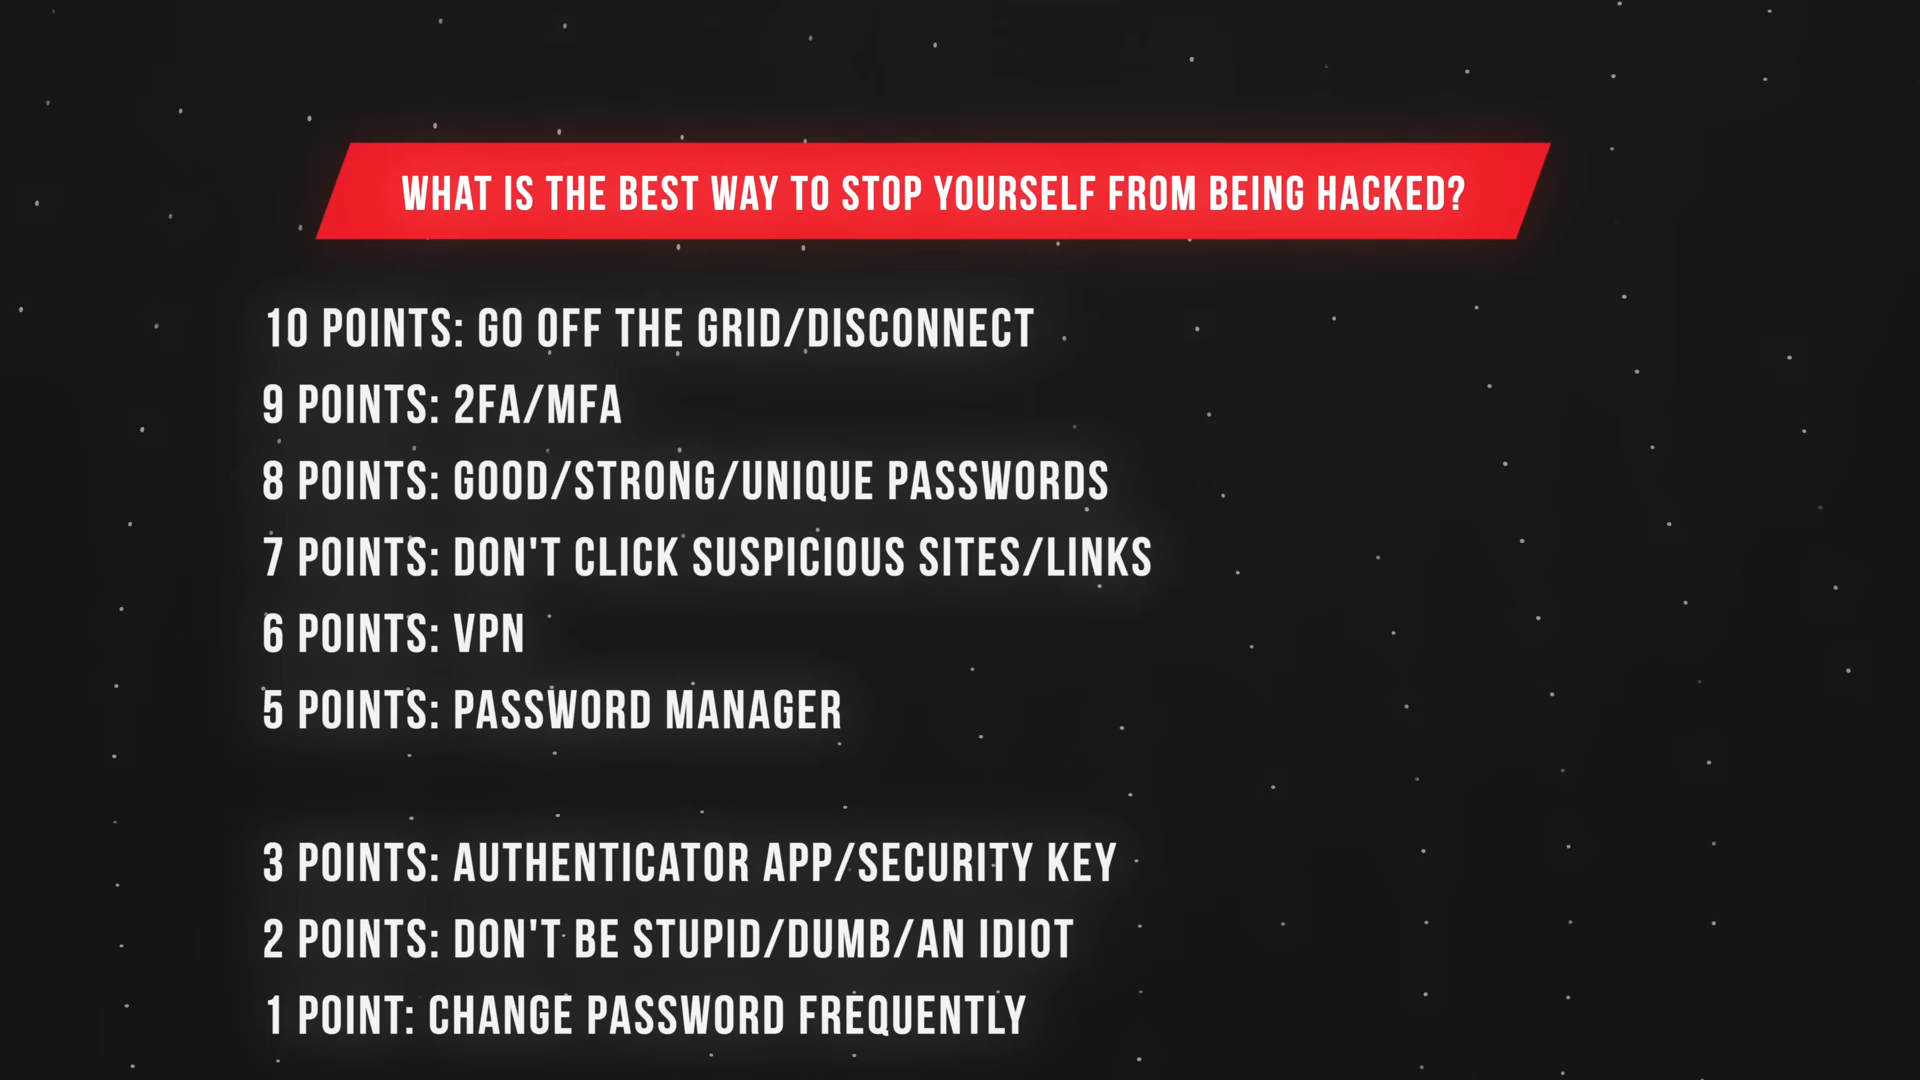 WHAT IS THE BEST WAY TO STOP YOURSELF FROM BEING HACKED?
10 POINTS: GO OFF THE GRID/DISCONNECT
9 POINTS: 2FA/MFA
8 POINTS: GOOD/STRONG/UNIQUE PASSWORDS
7 POINTS: DON'T CLICK SUSPICIOUS SITES/LINKS
6 POINTS: VPN
5 POINTS: PASSWORD MANAGER
3 POINTS: AUTHENTICATOR APP/SECURITY KEY
2 POINTS: DON'T BE STUPID/DUMB/AN IDIOT
1 POINT: CHANGE PASSWORD FREQUENTLY